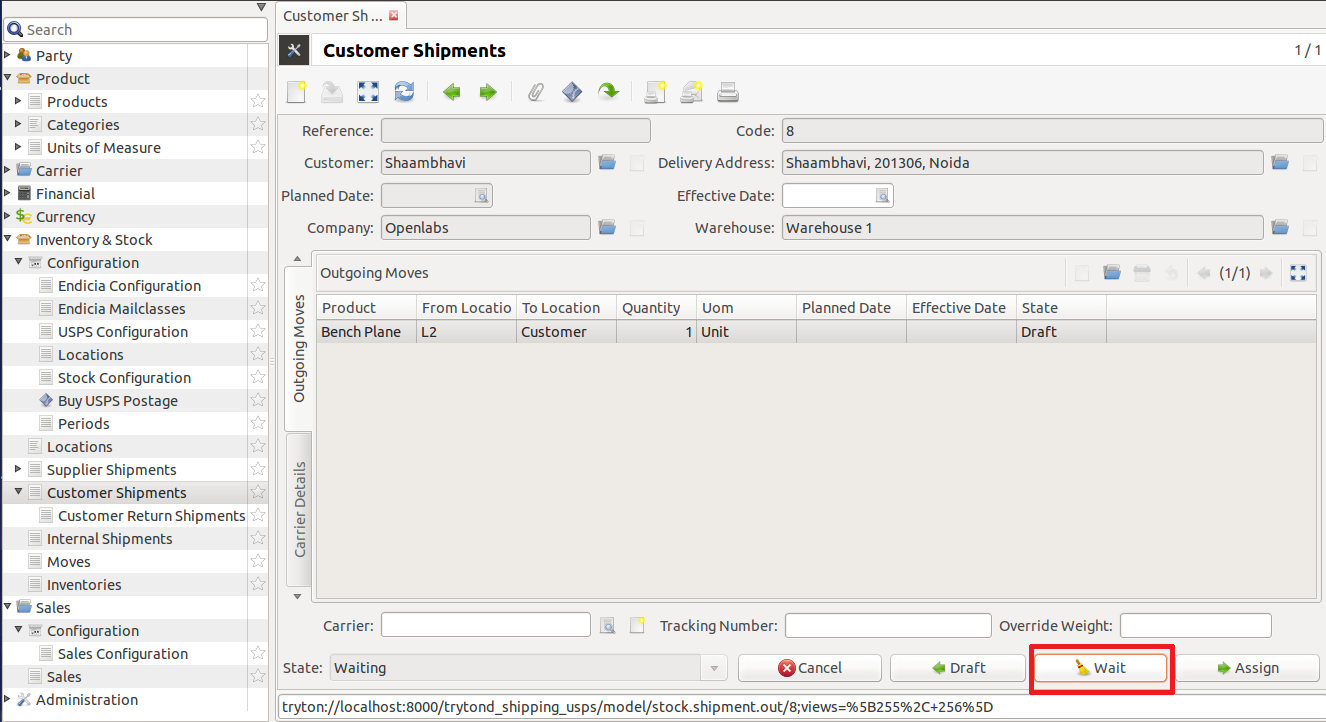 Customer Sh ...
Search
Customer Shipments
1 / 1
Party
Product
Products
Categories
Units of Measure
Carrier
Financial
Currency
Inventory & Stock
Configuration
Endicia Configuration
Endicia Mailclasses
USPS Configuration
Locations
Stock Configuration
Buy USPS Postage
Periods
Locations
Supplier Shipments
Customer Shipments
Customer Return Shipments
Internal Shipments
Moves
Inventories
Sales
Configuration
Sales Configuration
Sales
Administration
Reference: Code: 8
Customer: Shaambhavi Delivery Address: Shaambhavi, 201306, Noida
Planned Date: Effective Date:
Company: Openlabs Warehouse: Warehouse 1
Outgoing Moves
Carrier Details
Outgoing Moves (1/1)
Product From Locatio To Location Quantity Uom Planned Date Effective Date State
Bench Plane L2 Customer 1 Unit Draft
Carrier: Tracking Number: Override Weight:
State: Waiting Cancel Draft Wait Assign
tryton://localhost:8000/trytond_shipping_usps/model/stock.shipment.out/8;views=%5B255%2C+256%5D